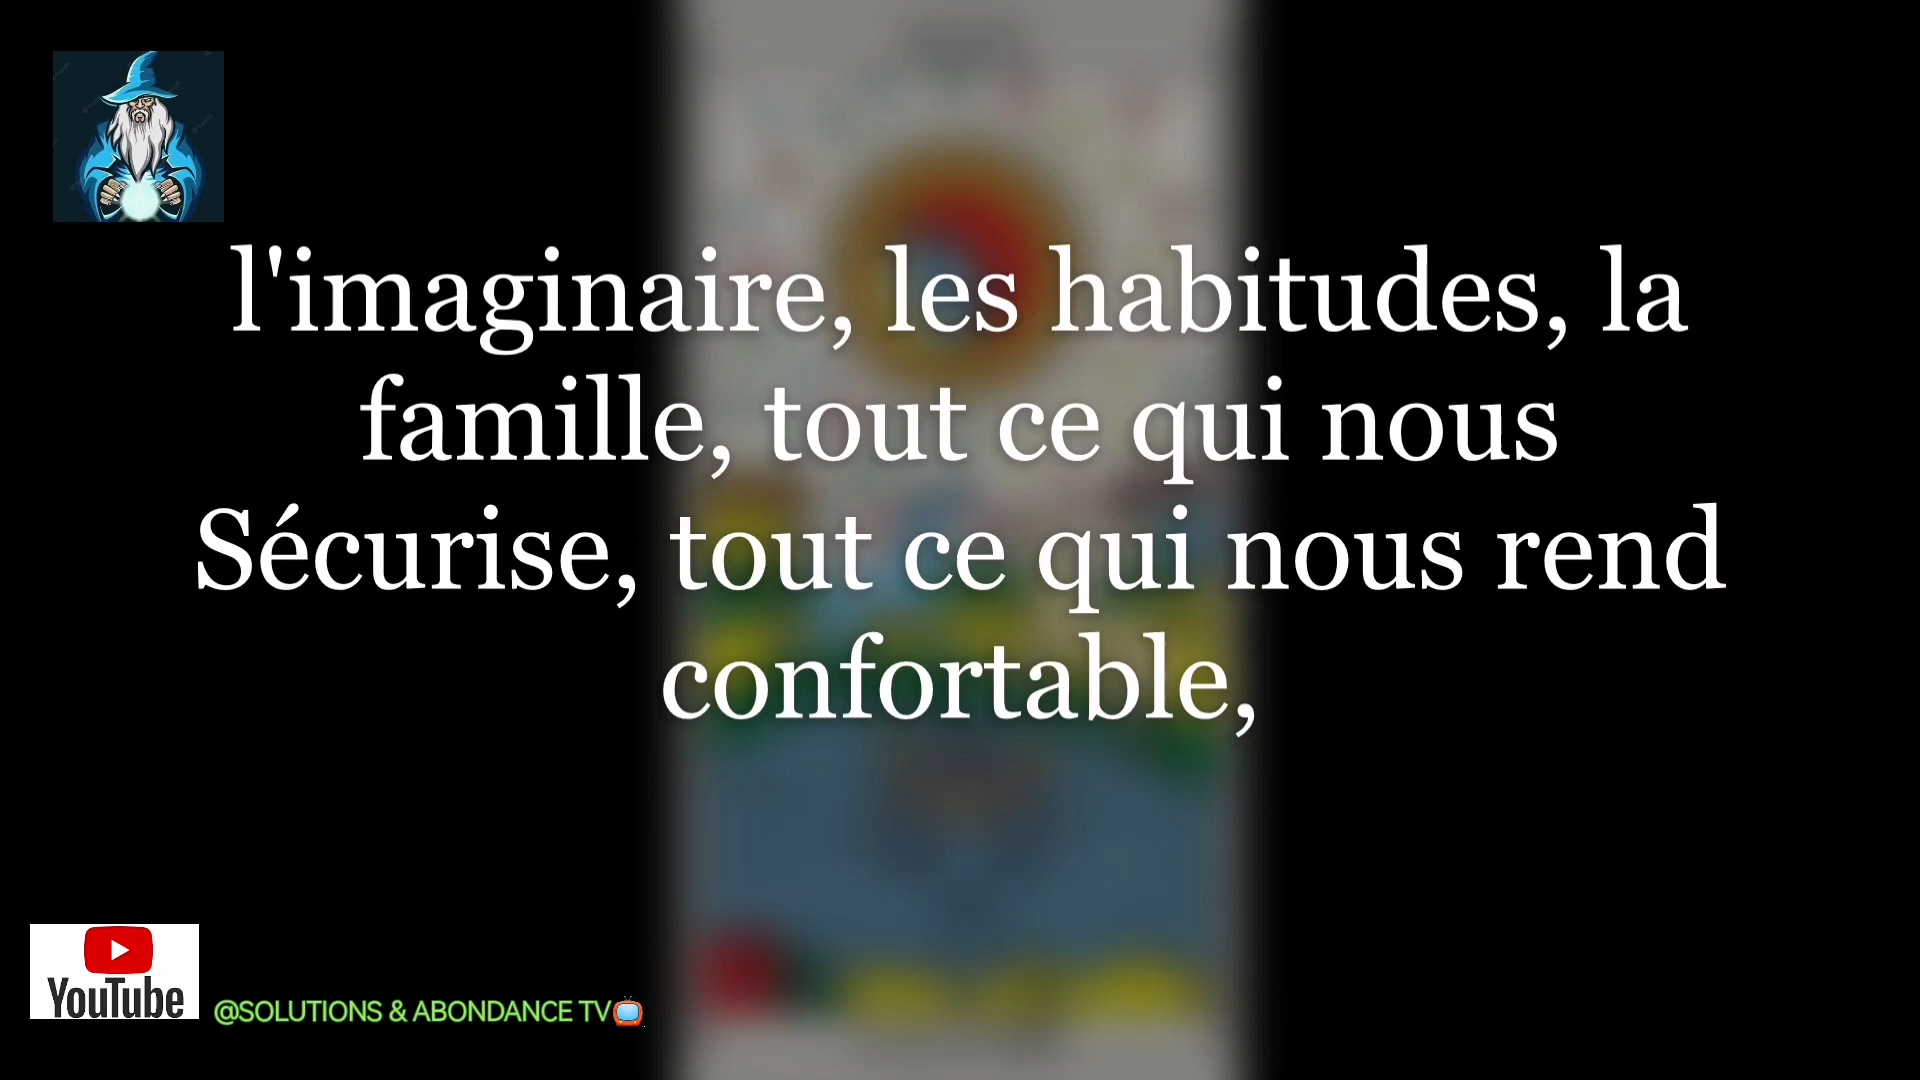 l'imaginaire, les habitudes, la
famille, tout ce qui nous
Sécurise, tout ce qui nous rend
confortable,
YouTube
@SOLUTIONS & ABONDANCE TV